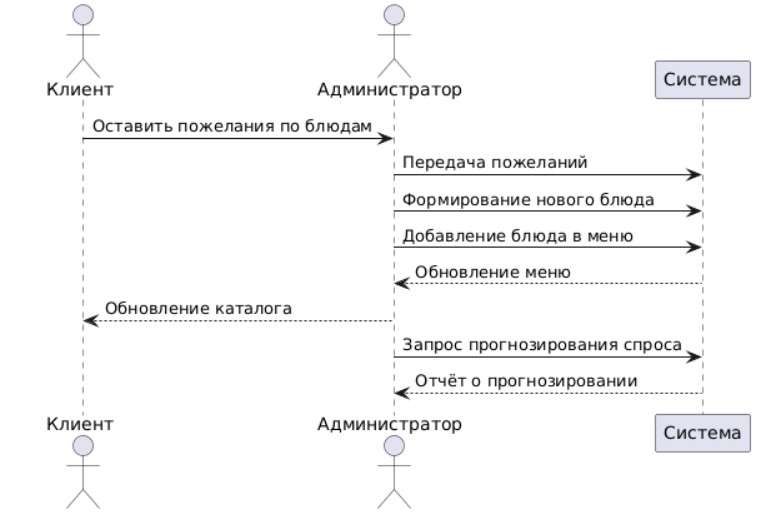 Клиент
Администратор
Система
Оставить пожелания по блюдам
Передача пожеланий
Формирование нового блюда
Добавление блюда в меню
Обновление меню
Обновление каталога
Запрос прогнозирования спроса
Отчёт о прогнозировании
Клиент
Администратор
Система